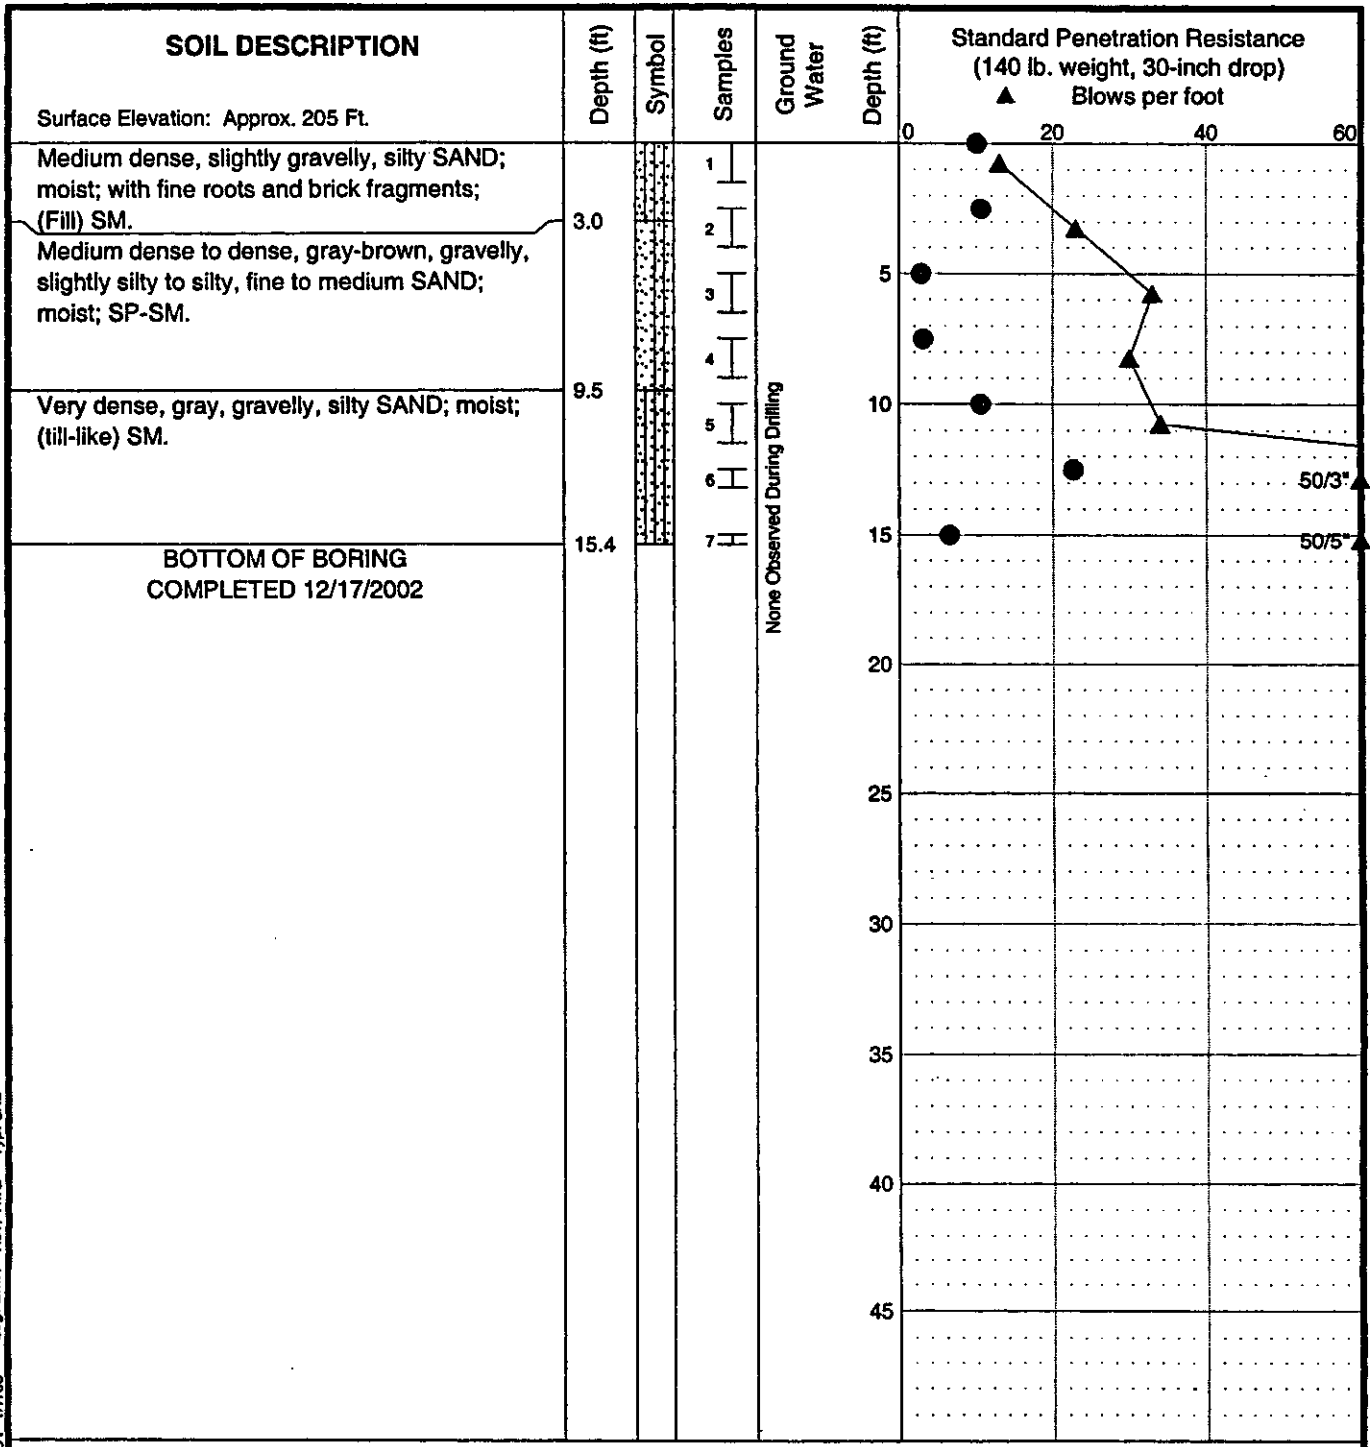 SOIL DESCRIPTION
Surface Elevation: Approx. 205 Ft.
Depth (ft)
Symbol
Samples
Ground
Water
Depth (ft)
Standard Penetration Resistance
(140 lb. weight, 30-inch drop)
▲ Blows per foot
0 20 40 60
Medium dense, slightly gravelly, silty SAND;
moist; with fine roots and brick fragments;
(Fill) SM.
3.0
Medium dense to dense, gray-brown, gravelly,
slightly silty to silty, fine to medium SAND;
moist; SP-SM.
9.5
Very dense, gray, gravelly, silty SAND; moist;
(till-like) SM.
15.4
BOTTOM OF BORING
COMPLETED 12/17/2002
1
2
3
4
5
6
7
None Observed During Drilling
5
10
15
20
25
30
35
40
45
50/3"
50/5"